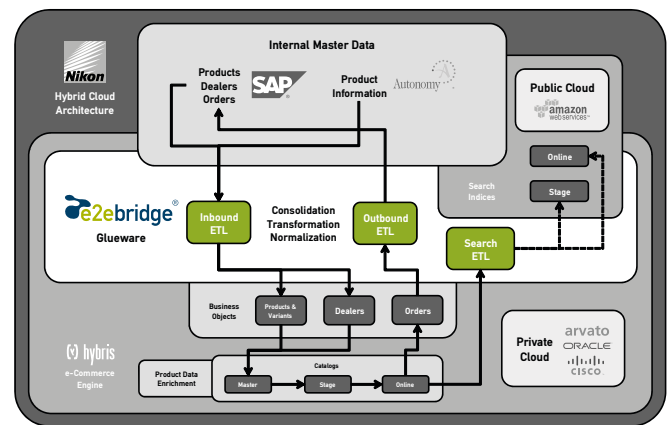 Internal Master Data
Nikon
Hybrid Cloud
Architecture
Products
Dealers
Orders
SAP®
Product
Information
Autonomy
Public Cloud
amazon
webservices™
Online
Stage
Search
Indices
e2ebridge®
Glueware
Inbound
ETL
Consolidation
Transformation
Normalization
Outbound
ETL
Search
ETL
Business
Objects
Products &
Variants
Dealers
Orders
(y) hybris
e-Commerce
Engine
Product Data
Enrichment
Catalogs
Master
Stage
Online
Private
Cloud
arvato
ORACLE
CISCO.